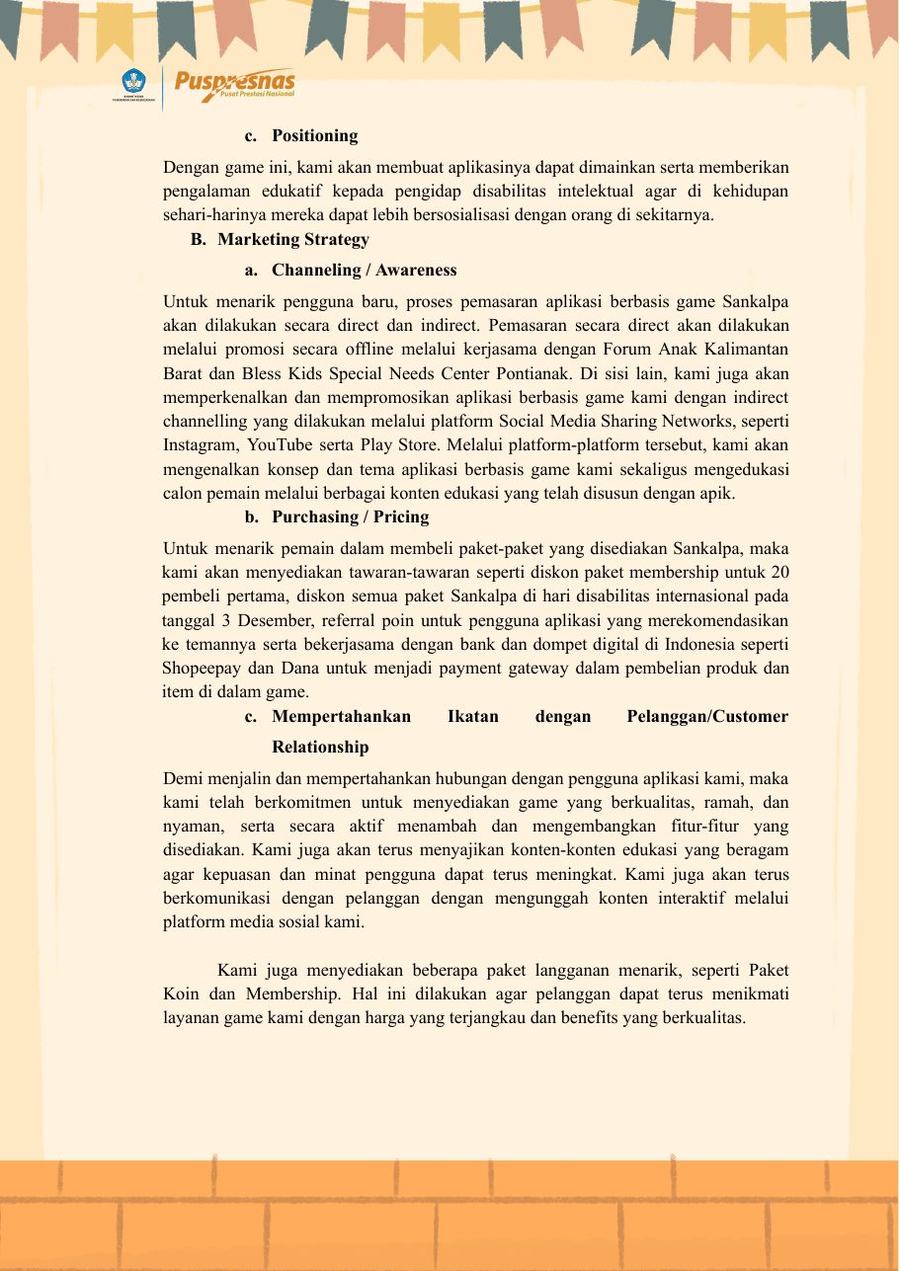 Puspresnas
Pusat Prestasi Nasional
c. Positioning
Dengan game ini, kami akan membuat aplikasinya dapat dimainkan serta memberikan
pengalaman edukatif kepada pengidap disabilitas intelektual agar di kehidupan
sehari-harinya mereka dapat lebih bersosialisasi dengan orang di sekitarnya.
B. Marketing Strategy
a. Channeling / Awareness
Untuk menarik pengguna baru, proses pemasaran aplikasi berbasis game Sankalpa
akan dilakukan secara direct dan indirect. Pemasaran secara direct akan dilakukan
melalui promosi secara offline melalui kerjasama dengan Forum Anak Kalimantan
Barat dan Bless Kids Special Needs Center Pontianak. Di sisi lain, kami juga akan
memperkenalkan dan mempromosikan aplikasi berbasis game kami dengan indirect
channelling yang dilakukan melalui platform Social Media Sharing Networks, seperti
Instagram, YouTube serta Play Store. Melalui platform-platform tersebut, kami akan
mengenalkan konsep dan tema aplikasi berbasis game kami sekaligus mengedukasi
calon pemain melalui berbagai konten edukasi yang telah disusun dengan apik.
b. Purchasing / Pricing
Untuk menarik pemain dalam membeli paket-paket yang disediakan Sankalpa, maka
kami akan menyediakan tawaran-tawaran seperti diskon paket membership untuk 20
pembeli pertama, diskon semua paket Sankalpa di hari disabilitas internasional pada
tanggal 3 Desember, referral poin untuk pengguna aplikasi yang merekomendasikan
ke temannya serta bekerjasama dengan bank dan dompet digital di Indonesia seperti
Shopeepay dan Dana untuk menjadi payment gateway dalam pembelian produk dan
item di dalam game.
c. Mempertahankan Ikatan dengan Pelanggan/Customer
Relationship
Demi menjalin dan mempertahankan hubungan dengan pengguna aplikasi kami, maka
kami telah berkomitmen untuk menyediakan game yang berkualitas, ramah, dan
nyaman, serta secara aktif menambah dan mengembangkan fitur-fitur yang
disediakan. Kami juga akan terus menyajikan konten-konten edukasi yang beragam
agar kepuasan dan minat pengguna dapat terus meningkat. Kami juga akan terus
berkomunikasi dengan pelanggan dengan mengunggah konten interaktif melalui
platform media sosial kami.
Kami juga menyediakan beberapa paket langganan menarik, seperti Paket
Koin dan Membership. Hal ini dilakukan agar pelanggan dapat terus menikmati
layanan game kami dengan harga yang terjangkau dan benefits yang berkualitas.